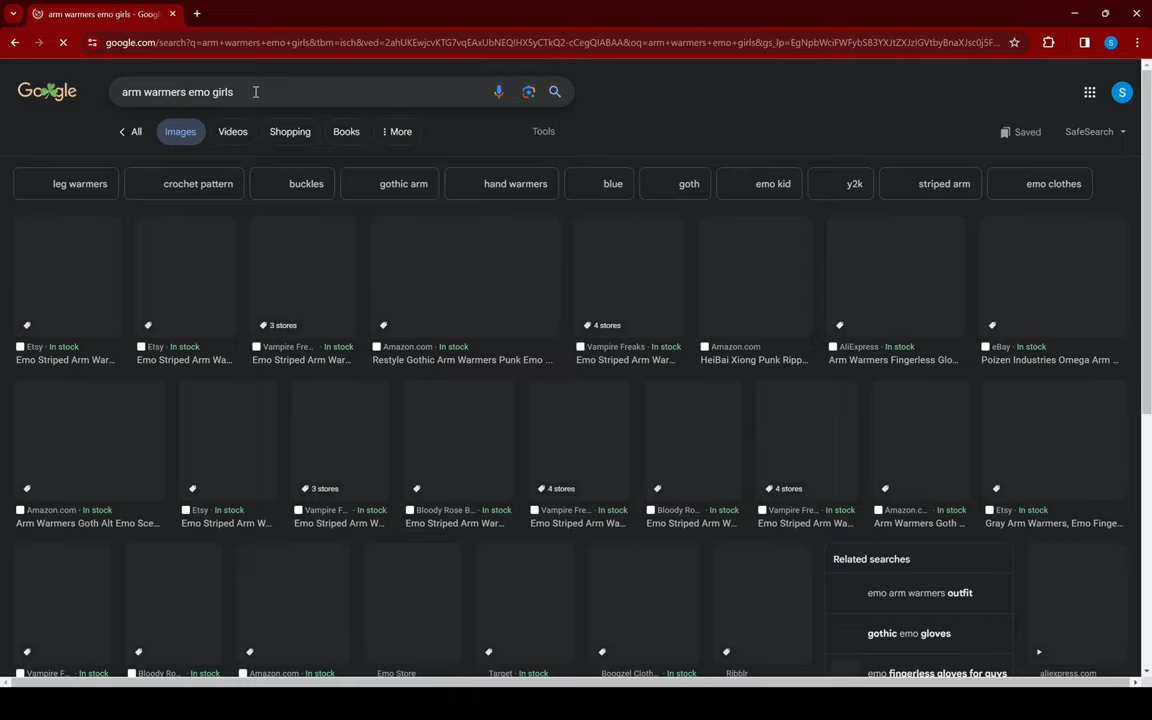 arm warmers emo girls - Goog
google.com/search?q=arm+warmers+emo+girls&tbm=isch&ved=2ahUKEwjcvKTG7vqEAxUbNEQIHX5yCTkQ2-cCegQIABAA&oq=arm+warmers+emo+girls&gs_lp=EgNpbWciFWFybSB3YXJtZXJzIGVtbyBnaXJsc0j5F...
S
Google
arm warmers emo girls
S
All
Images
Videos
Shopping
Books
More
Tools
Saved
SafeSearch
leg warmers
crochet pattern
buckles
gothic arm
hand warmers
blue
goth
emo kid
y2k
striped arm
emo clothes
3 stores
4 stores
Etsy · In stock
Etsy · In stock
Vampire Fre... · In stock
Amazon.com · In stock
Vampire Freaks · In stock
Amazon.com
AliExpress · In stock
eBay · In stock
Emo Striped Arm War...
Emo Striped Arm Wa...
Emo Striped Arm War...
Restyle Gothic Arm Warmers Punk Emo ...
Emo Striped Arm War...
HeiBai Xiong Punk Ripp...
Arm Warmers Fingerless Glo...
Poizen Industries Omega Arm ...
3 stores
4 stores
4 stores
Amazon.com · In stock
Etsy · In stock
Vampire F... · In stock
Bloody Rose B... · In stock
Vampire Fre... · In stock
Bloody Ro... · In stock
Vampire Fre... · In stock
Amazon.c... · In stock
Etsy · In stock
Arm Warmers Goth Alt Emo Sce...
Emo Striped Arm W...
Emo Striped Arm W...
Emo Striped Arm War...
Emo Striped Arm Wa...
Emo Striped Arm W...
Emo Striped Arm Wa...
Arm Warmers Goth ...
Gray Arm Warmers, Emo Finge...
Related searches
emo arm warmers outfit
gothic emo gloves
emo fingerless gloves for guys
Vampire F... · In stock
Bloody Ro... · In stock
Amazon.com · In stock
Emo Store
Target · In stock
Boogzel Cloth... · In stock
Ribblr
aliexpress.com